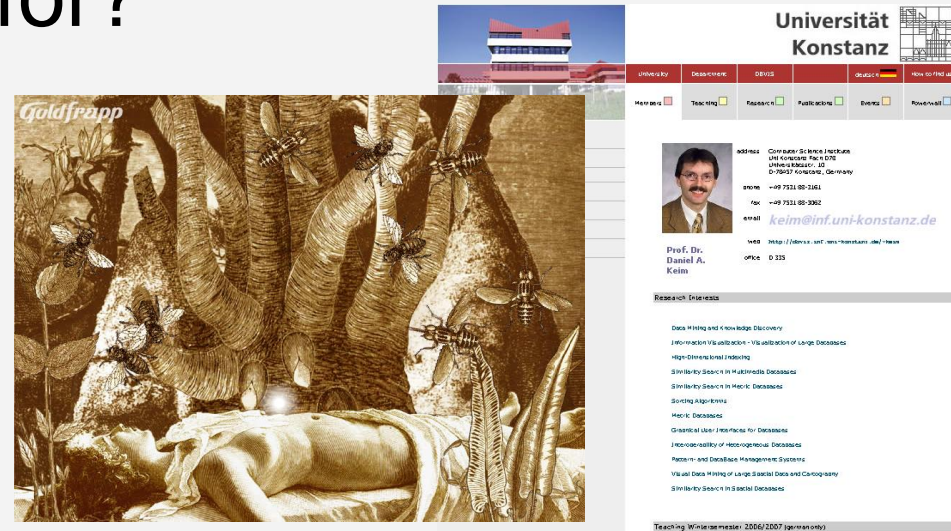 for?
Universität
Konstanz
University Department DBVIS deutsch How to find us
Members Teaching Research Publications Events Powerwall
Goldfrapp
address Computer Science Institute
Uni Konstanz Fach D78
Universitätsstr. 10
D-78457 Konstanz, Germany
phone +49 7531 88-3161
fax +49 7531 88-3062
email keim@inf.uni-konstanz.de
web
office D 335
Prof. Dr.
Daniel A.
Keim
Research Interests
Data Mining and Knowledge Discovery
Information Visualization - Visualization of Large Databases
High-Dimensional Indexing
Similarity Search in Multimedia Databases
Similarity Search in Metric Databases
Sorting Algorithms
Metric Databases
Graphical User Interfaces for Databases
Interoperability of Heterogeneous Databases
Pattern- and DataBase Management Systems
Visual Data Mining of Large Spatial Data and Cartography
Similarity Search in Spatial Databases
Teaching Wintersemester 2006/2007 (german only)